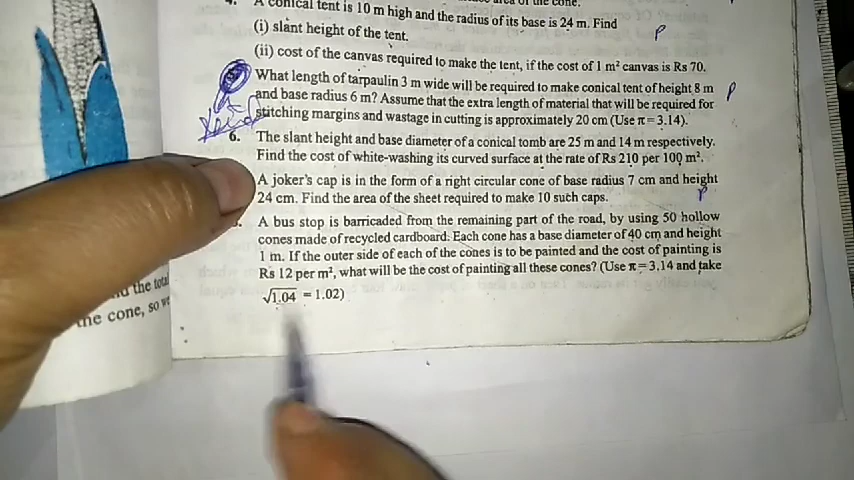 A conical tent is 10 m high and the radius of its base is 24 m. Find
(i) slant height of the tent.
(ii) cost of the canvas required to make the tent, if the cost of 1 m² canvas is Rs 70.
What length of tarpaulin 3 m wide will be required to make conical tent of height 8 m
and base radius 6 m? Assume that the extra length of material that will be required for
stitching margins and wastage in cutting is approximately 20 cm (Use π = 3.14).
6. The slant height and base diameter of a conical tomb are 25 m and 14 m respectively.
Find the cost of white-washing its curved surface at the rate of Rs 210 per 100 m².
A joker's cap is in the form of a right circular cone of base radius 7 cm and height
24 cm. Find the area of the sheet required to make 10 such caps.
A bus stop is barricaded from the remaining part of the road, by using 50 hollow
cones made of recycled cardboard. Each cone has a base diameter of 40 cm and height
1 m. If the outer side of each of the cones is to be painted and the cost of painting is
Rs 12 per m², what will be the cost of painting all these cones? (Use π = 3.14 and take
√1.04 = 1.02)
the total
the cone, so